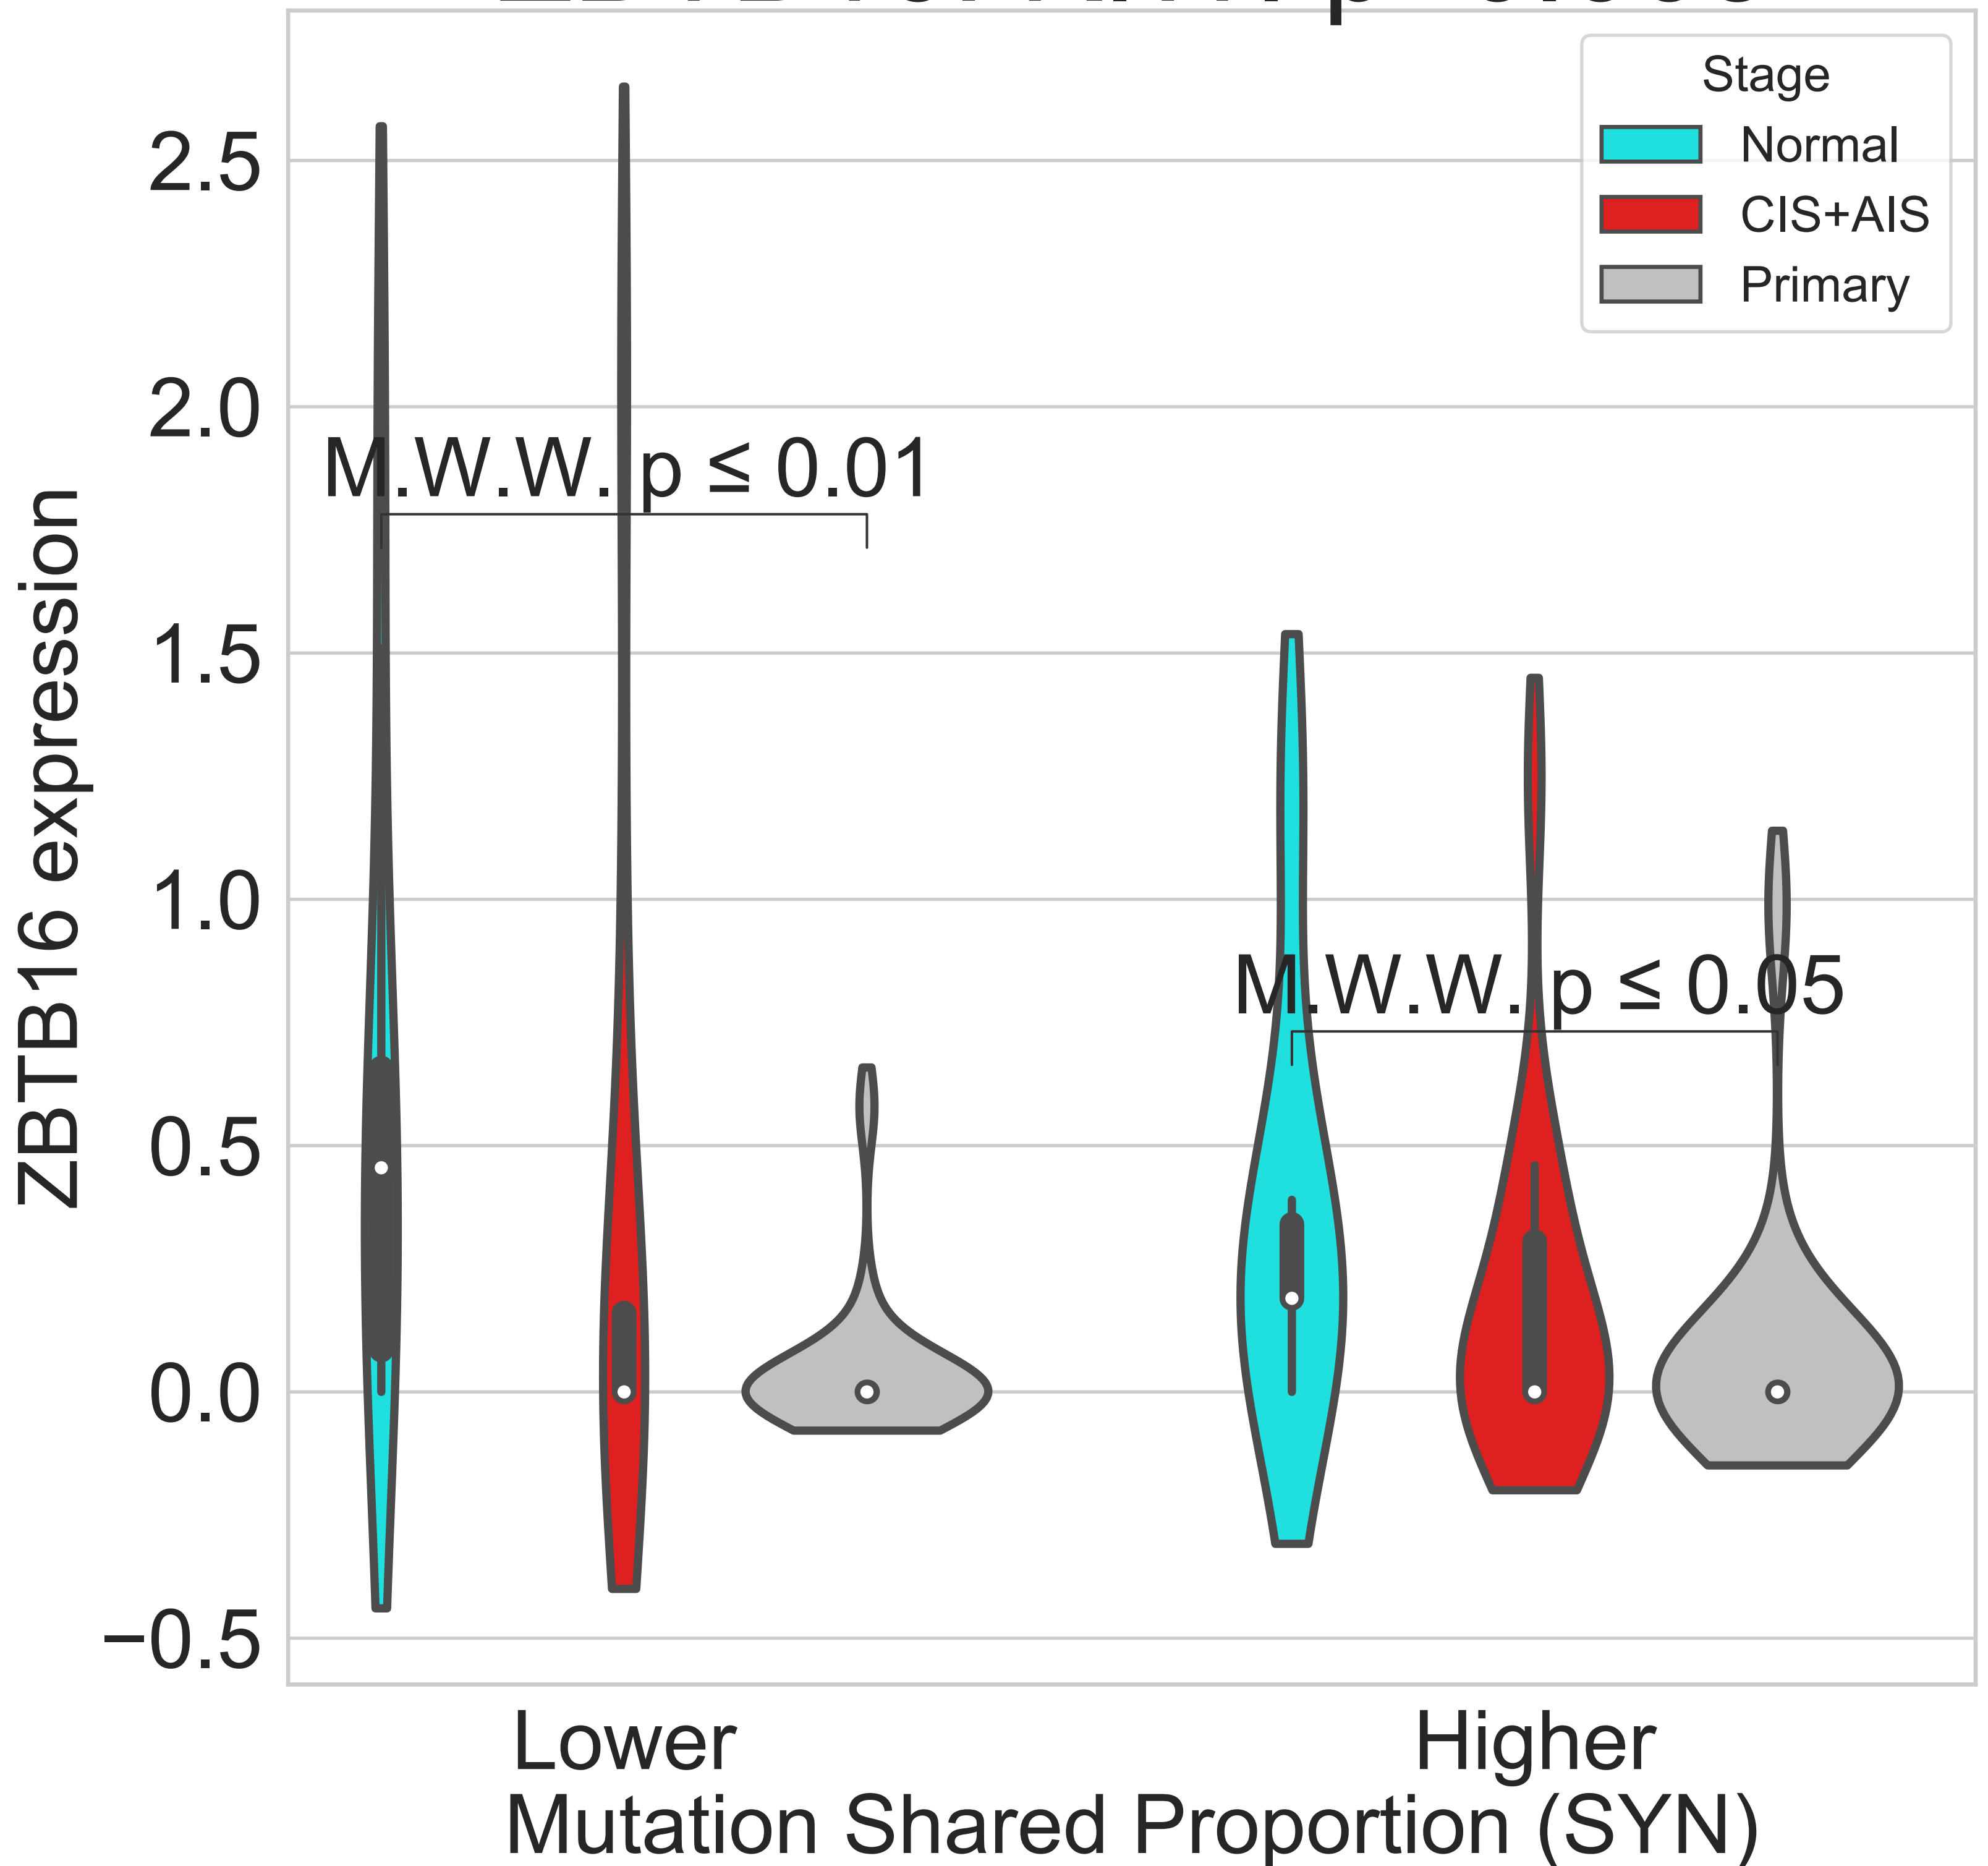 Stage
Normal
CIS+AIS
Primary
2.5
2.0
1.5
1.0
0.5
0.0
−0.5
ZBTB16 expression
M.W.W. p ≤ 0.01
M.W.W. p ≤ 0.05
Lower
Higher
Mutation Shared Proportion (SYN)